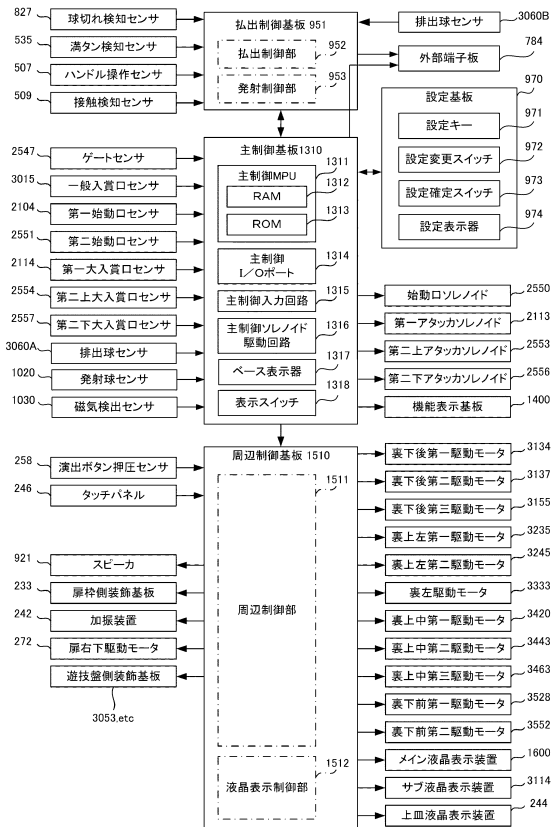 827 球切れ検知センサ
535 満タン検知センサ
507 ハンドル操作センサ
509 接触検知センサ
払出制御基板 951
払出制御部 952
発射制御部 953
排出球センサ 3060B
外部端子板 784
設定基板 970
設定キー 971
設定変更スイッチ 972
設定確定スイッチ 973
設定表示器 974
2547 ゲートセンサ
3015 一般入賞口センサ
2104 第一始動口センサ
2551 第二始動口センサ
2114 第一大入賞口センサ
2554 第二上大入賞口センサ
2557 第二下大入賞口センサ
3060A 排出球センサ
1020 発射球センサ
1030 磁気検出センサ
主制御基板1310
主制御MPU 1311
RAM 1312
ROM 1313
主制御
I/Oポート 1314
主制御入力回路 1315
主制御ソレノイド
駆動回路 1316
ベース表示器 1317
表示スイッチ 1318
始動口ソレノイド 2550
第一アタッカソレノイド 2113
第二上アタッカソレノイド 2553
第二下アタッカソレノイド 2556
機能表示基板 1400
258 演出ボタン押圧センサ
246 タッチパネル
921 スピーカ
233 扉枠側装飾基板
242 加振装置
272 扉右下駆動モータ
遊技盤側装飾基板
3053,etc
周辺制御基板 1510
1511
周辺制御部
1512
液晶表示制御部
裏下後第一駆動モータ 3134
裏下後第二駆動モータ 3137
裏下後第三駆動モータ 3155
裏上左第一駆動モータ 3235
裏上左第二駆動モータ 3245
裏左駆動モータ 3333
裏上中第一駆動モータ 3420
裏上中第二駆動モータ 3443
裏上中第三駆動モータ 3463
裏下前第一駆動モータ 3528
裏下前第二駆動モータ 3552
メイン液晶表示装置 1600
サブ液晶表示装置 3114
上皿液晶表示装置 244